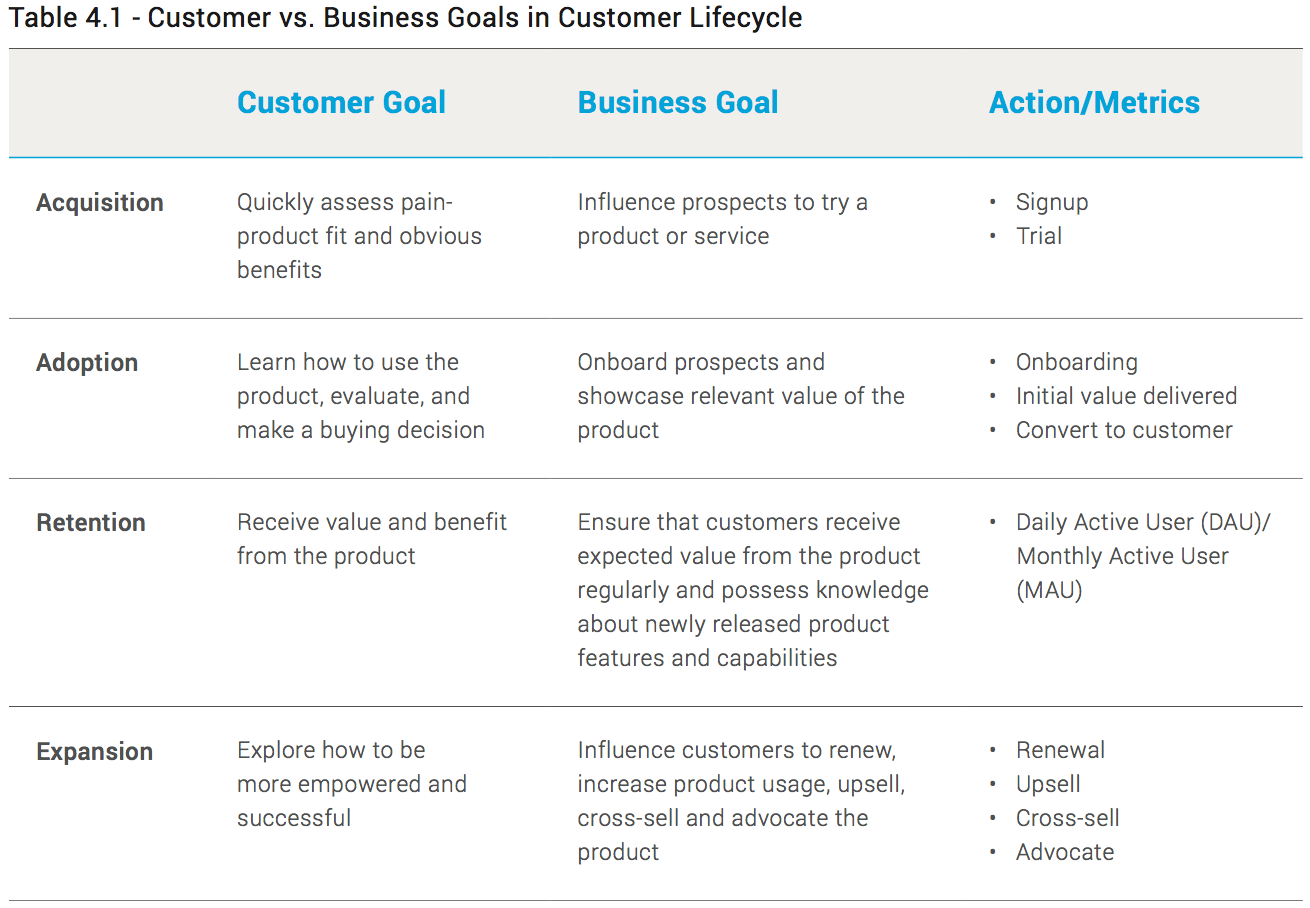 Table 4.1 - Customer vs. Business Goals in Customer Lifecycle
Customer Goal
Business Goal
Action/Metrics
Acquisition
Quickly assess pain-
product fit and obvious
benefits
Influence prospects to try a
product or service
• Signup
• Trial
Adoption
Learn how to use the
product, evaluate, and
make a buying decision
Onboard prospects and
showcase relevant value of the
product
• Onboarding
• Initial value delivered
• Convert to customer
Retention
Receive value and benefit
from the product
Ensure that customers receive
expected value from the product
regularly and possess knowledge
about newly released product
features and capabilities
• Daily Active User (DAU)/
Monthly Active User
(MAU)
Expansion
Explore how to be
more empowered and
successful
Influence customers to renew,
increase product usage, upsell,
cross-sell and advocate the
product
• Renewal
• Upsell
• Cross-sell
• Advocate